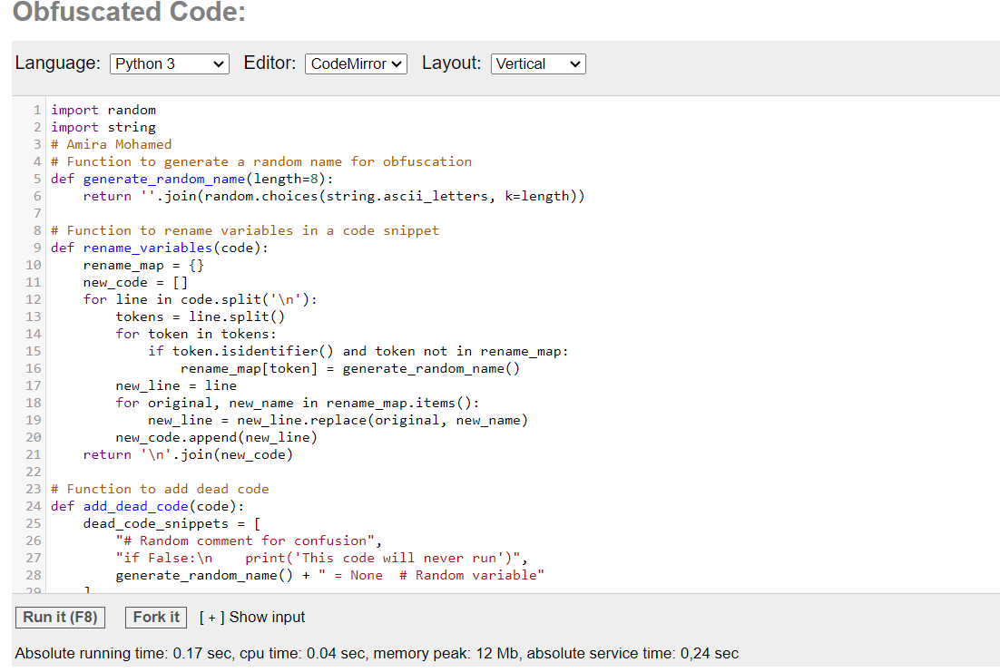 Obfuscated Code:
Language: Python 3 Editor: CodeMirror Layout: Vertical
1 import random
2 import string
3 # Amira Mohamed
4 # Function to generate a random name for obfuscation
5 def generate_random_name(length=8):
6     return ''.join(random.choices(string.ascii_letters, k=length))
7
8 # Function to rename variables in a code snippet
9 def rename_variables(code):
10     rename_map = {}
11     new_code = []
12     for line in code.split('\n'):
13         tokens = line.split()
14         for token in tokens:
15             if token.isidentifier() and token not in rename_map:
16                 rename_map[token] = generate_random_name()
17         new_line = line
18         for original, new_name in rename_map.items():
19             new_line = new_line.replace(original, new_name)
20         new_code.append(new_line)
21     return '\n'.join(new_code)
22
23 # Function to add dead code
24 def add_dead_code(code):
25     dead_code_snippets = [
26         "# Random comment for confusion",
27         "if False:\n    print('This code will never run')",
28         generate_random_name() + " = None  # Random variable"
29     ]
Run it (F8) Fork it [ + ] Show input
Absolute running time: 0.17 sec, cpu time: 0.04 sec, memory peak: 12 Mb, absolute service time: 0,24 sec